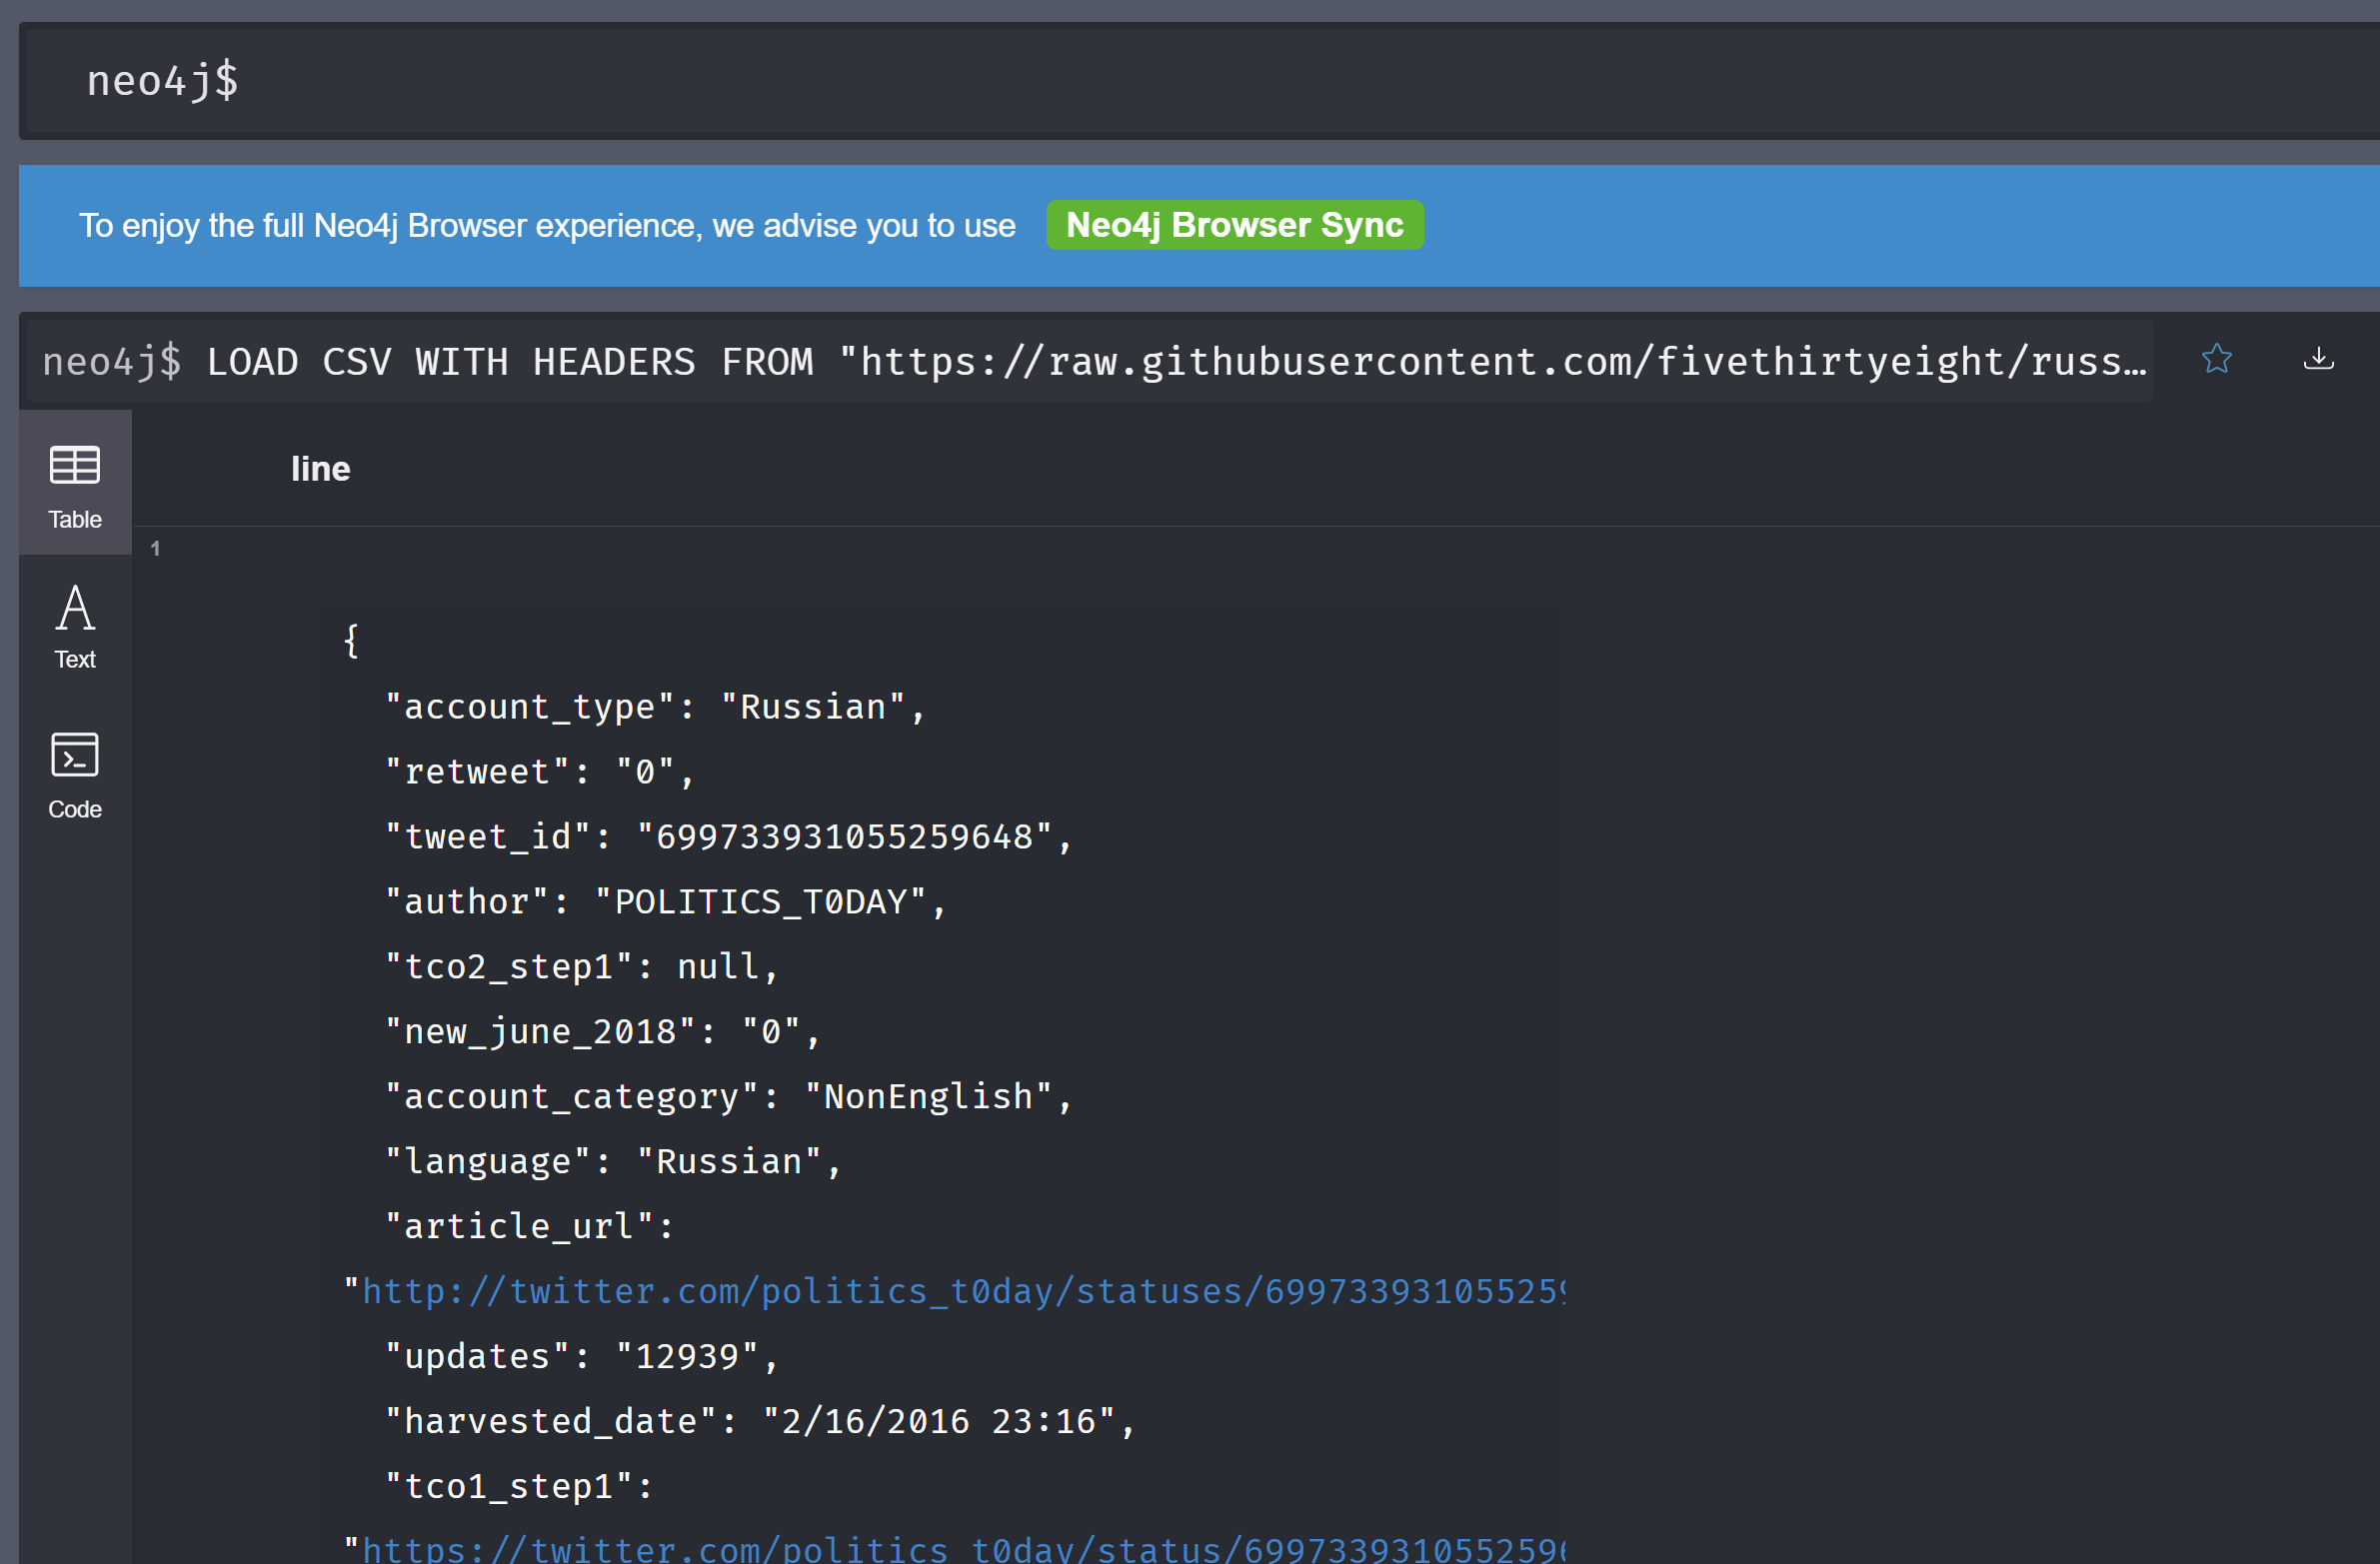 neo4j$
To enjoy the full Neo4j Browser experience, we advise you to use Neo4j Browser Sync
neo4j$ LOAD CSV WITH HEADERS FROM "https://raw.githubusercontent.com/fivethirtyeight/russ…
Table
line
1
Text
Code
{
"account_type": "Russian",
"retweet": "0",
"tweet_id": "699733931055259648",
"author": "POLITICS_T0DAY",
"tco2_step1": null,
"new_june_2018": "0",
"account_category": "NonEnglish",
"language": "Russian",
"article_url":
"http://twitter.com/politics_t0day/statuses/69973393105525
"updates": "12939",
"harvested_date": "2/16/2016 23:16",
"tco1_step1":
"https://twitter.com/politics_t0day/status/6997339310552596